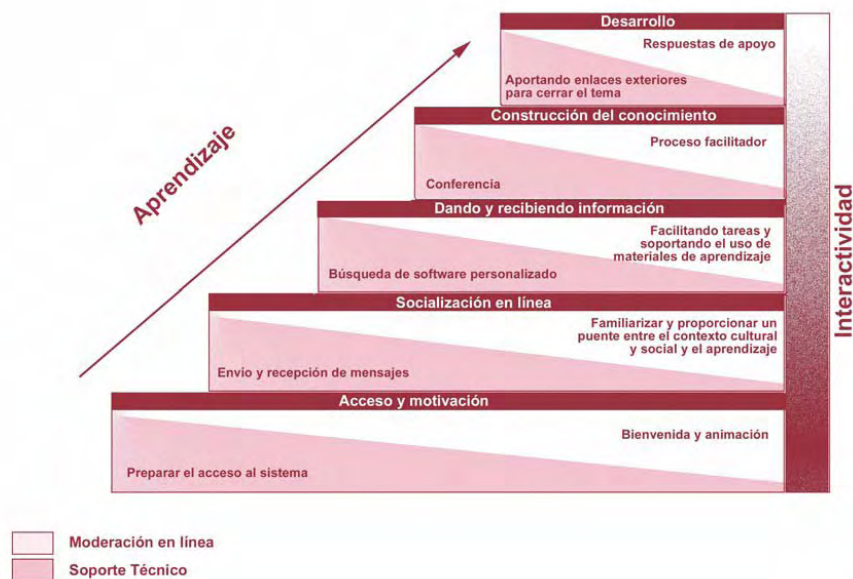 Desarrollo
Respuestas de apoyo
Aportando enlaces exteriores
para cerrar el tema
Construcción del conocimiento
Proceso facilitador
Conferencia
Dando y recibiendo información
Facilitando tareas y
soportando el uso de
materiales de aprendizaje
Búsqueda de software personalizado
Socialización en línea
Familiarizar y proporcionar un
puente entre el contexto cultural
y social y el aprendizaje
Envio y recepción de mensajes
Acceso y motivación
Bienvenida y animación
Preparar el acceso al sistema
Aprendizaje
Interactividad
Moderación en línea
Soporte Técnico